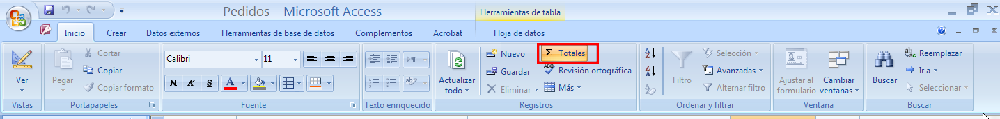 Pedidos - Microsoft Access
Herramientas de tabla
Inicio Crear Datos externos Herramientas de base de datos Complementos Acrobat Hoja de datos
Ver
Vistas
Pegar
Cortar
Copiar
Copiar formato
Portapapeles
Calibri 11
N K S A
Fuente
Texto enriquecido
Actualizar
todo
Nuevo
Guardar
Eliminar
Σ Totales
ABC Revisión ortográfica
Más
Registros
Filtro
Selección
Avanzadas
Alternar filtro
Ordenar y filtrar
Ajustar al
formulario
Cambiar
ventanas
Ventana
Buscar
Reemplazar
Ir a
Seleccionar
Buscar